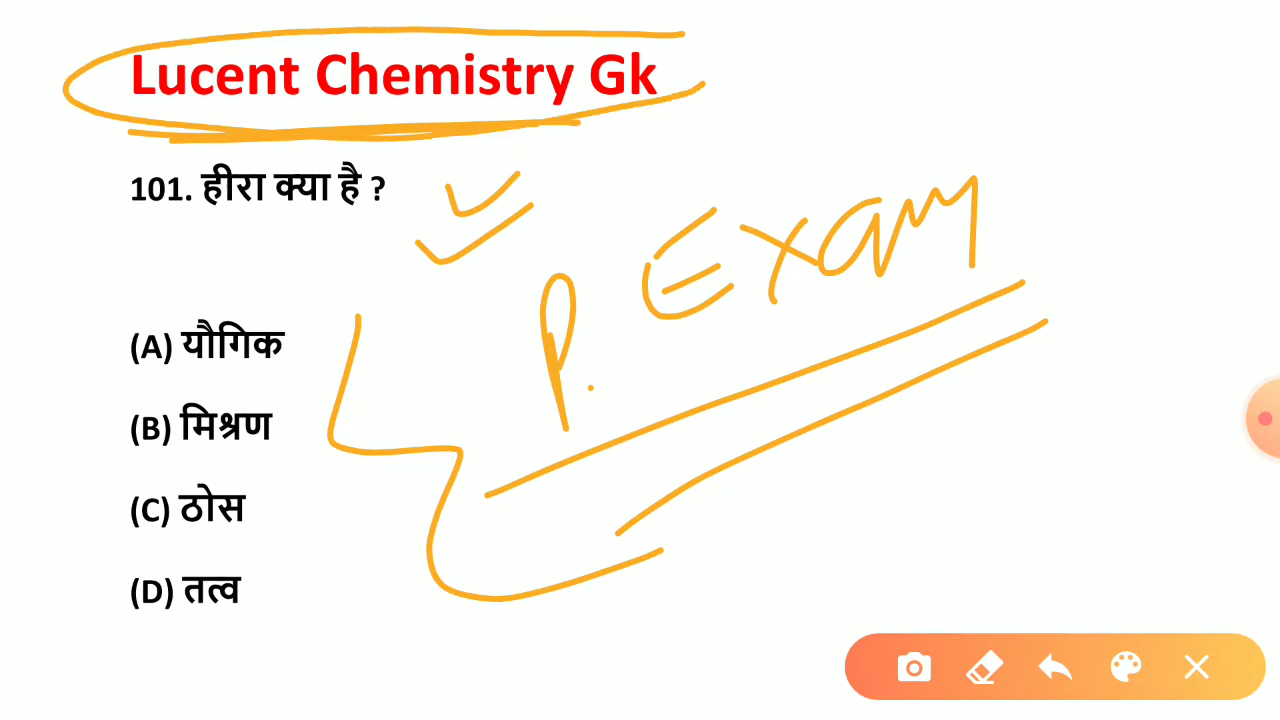 Lucent Chemistry Gk
101. हीरा क्या है ?
P. Exam
(A) यौगिक
(B) मिश्रण
(C) ठोस
(D) तत्व